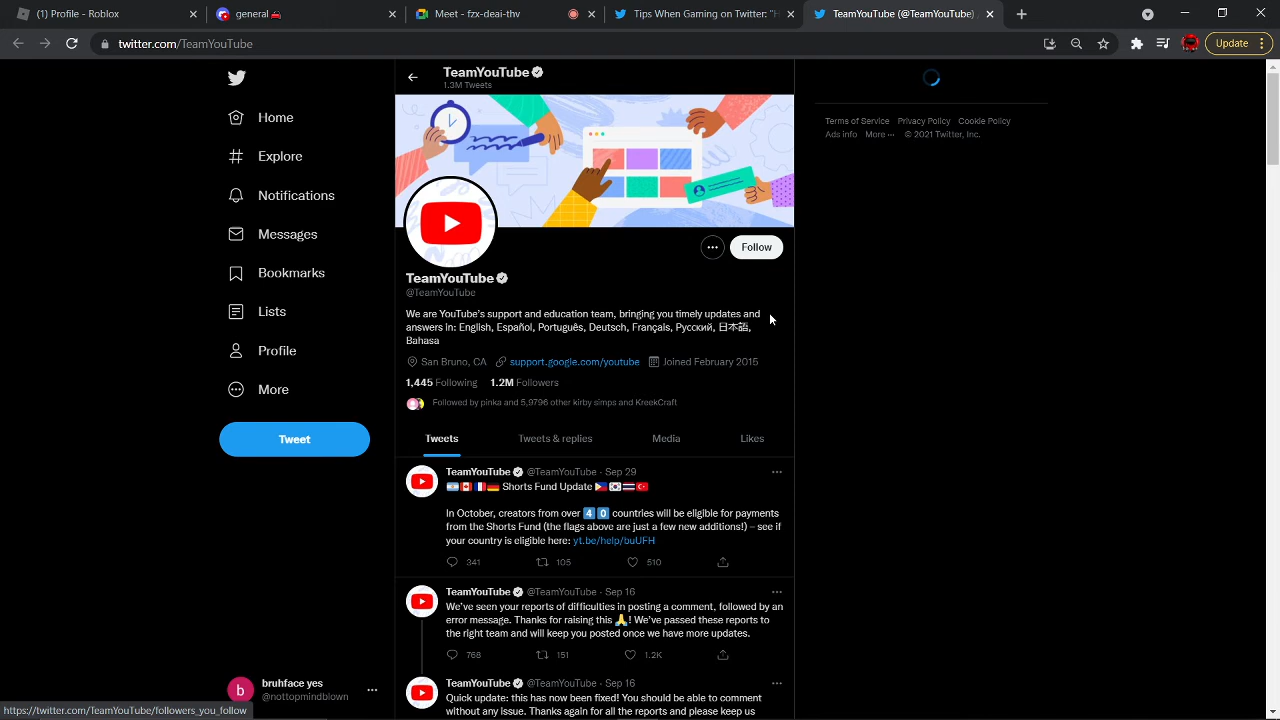 (1) Profile - Roblox
general 🚗
Meet - fzx-deai-thv
Tips When Gaming on Twitter: "H
TeamYouTube (@TeamYouTube)
twitter.com/TeamYouTube
Update
TeamYouTube
1.3M Tweets
Home
Explore
Notifications
Messages
Bookmarks
Lists
Profile
More
Tweet
Follow
TeamYouTube
@TeamYouTube
We are YouTube's support and education team, bringing you timely updates and
answers in: English, Español, Português, Deutsch, Français, Русский, 日本語,
Bahasa
San Bruno, CA support.google.com/youtube Joined February 2015
1,445 Following 1.2M Followers
Followed by pinka and 5,9796 other kirby simps and KreekCraft
Tweets Tweets & replies Media Likes
TeamYouTube @TeamYouTube · Sep 29
🇦🇷🇨🇦🇫🇷🇩🇪 Shorts Fund Update 🇵🇭🇰🇷🇹🇭🇹🇷
In October, creators from over 4️⃣0️⃣ countries will be eligible for payments
from the Shorts Fund (the flags above are just a few new additions!) – see if
your country is eligible here: yt.be/help/buUFH
341 105 510
TeamYouTube @TeamYouTube · Sep 16
We've seen your reports of difficulties in posting a comment, followed by an
error message. Thanks for raising this 🙏! We've passed these reports to
the right team and will keep you posted once we have more updates.
768 151 1.2K
TeamYouTube @TeamYouTube · Sep 16
Quick update: this has now been fixed! You should be able to comment
without any issue. Thanks again for all the reports and please keep us
Terms of Service Privacy Policy Cookie Policy
Ads info More ··· © 2021 Twitter, Inc.
b
bruhface yes
@nottopmindblown
https://twitter.com/TeamYouTube/followers_you_follow